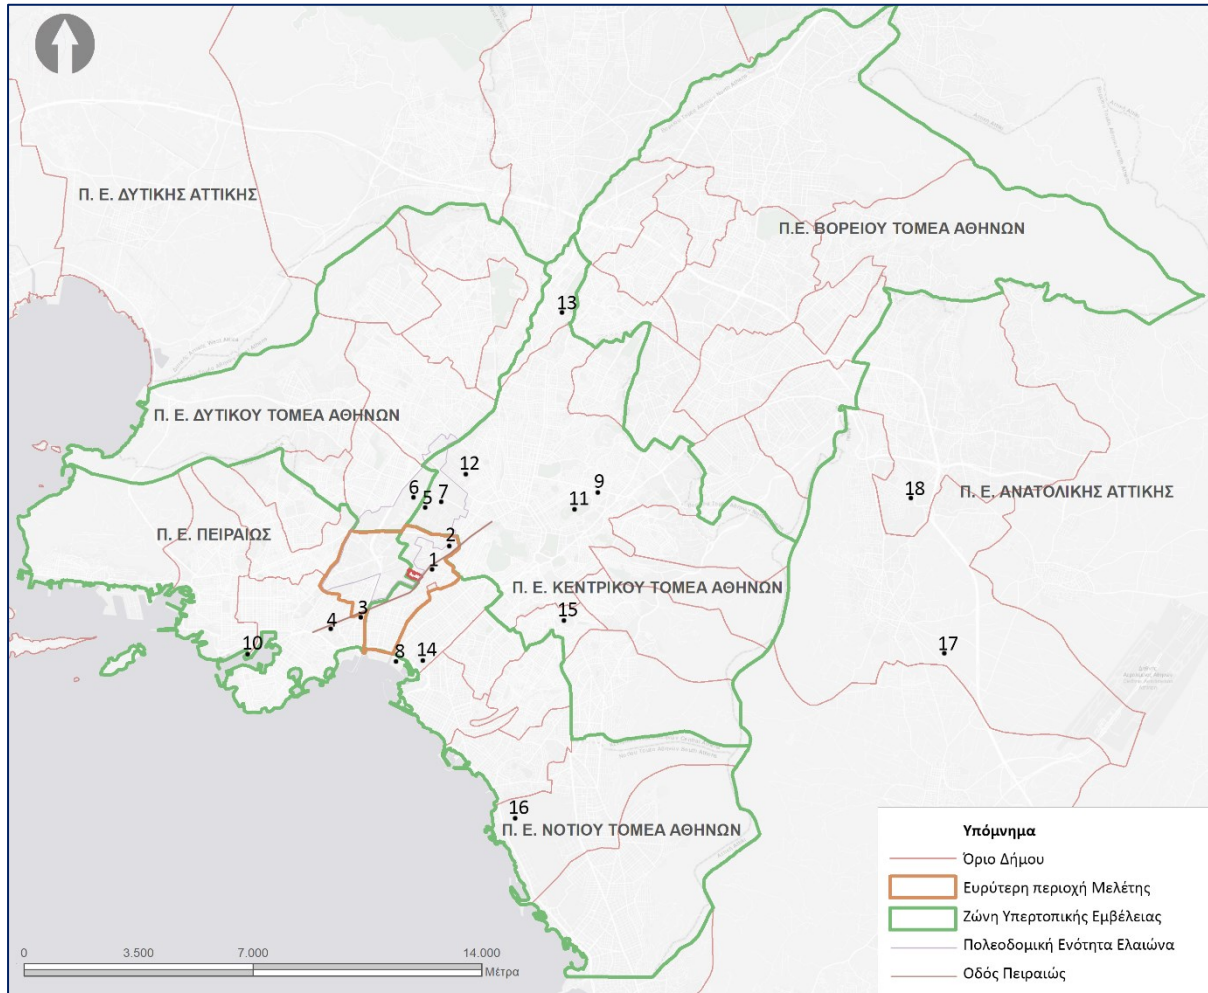 Π. Ε. ΔΥΤΙΚΗΣ ΑΤΤΙΚΗΣ
Π.Ε. ΒΟΡΕΙΟΥ ΤΟΜΕΑ ΑΘΗΝΩΝ
13
Π. Ε. ΔΥΤΙΚΟΥ ΤΟΜΕΑ ΑΘΗΝΩΝ
12
6
5
7
9
11
18
Π. Ε. ΑΝΑΤΟΛΙΚΗΣ ΑΤΤΙΚΗΣ
Π. Ε. ΠΕΙΡΑΙΩΣ
2
1
Π. Ε. ΚΕΝΤΡΙΚΟΥ ΤΟΜΕΑ ΑΘΗΝΩΝ
3
4
15
10
8
14
17
16
Π. Ε. ΝΟΤΙΟΥ ΤΟΜΕΑ ΑΘΗΝΩΝ
Υπόμνημα
Όριο Δήμου
Ευρύτερη περιοχή Μελέτης
Ζώνη Υπερτοπικής Εμβέλειας
Πολεοδομική Ενότητα Ελαιώνα
Οδός Πειραιώς
0 3.500 7.000 14.000
Μέτρα